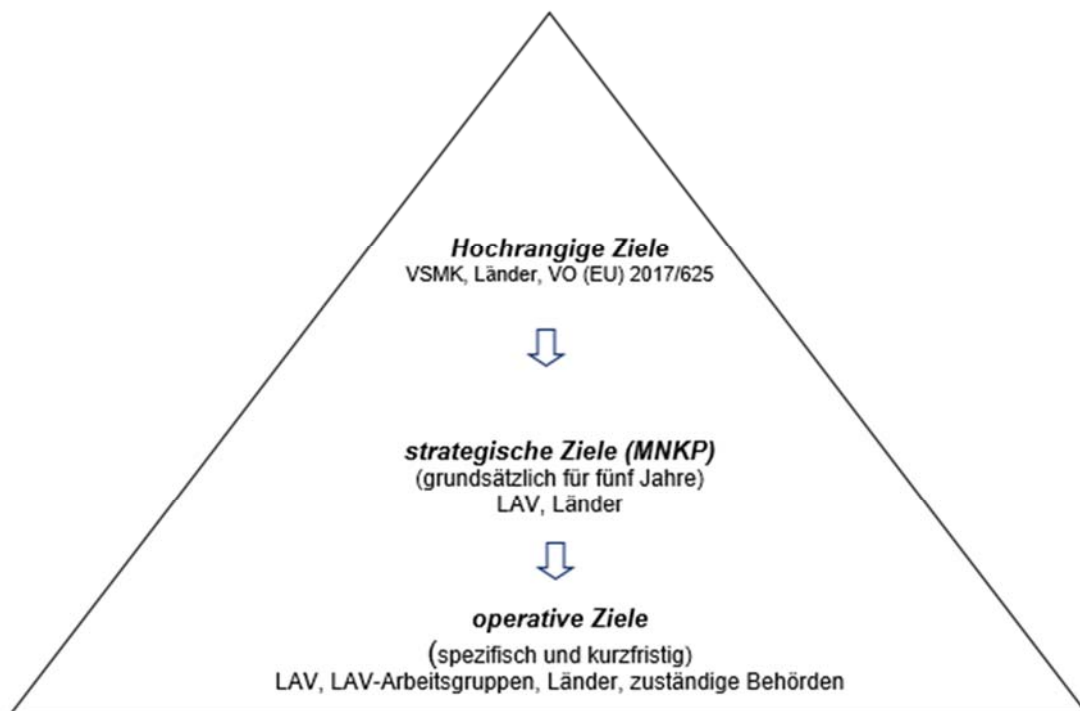 Hochrangige Ziele
VSMK, Länder, VO (EU) 2017/625
strategische Ziele (MNKP)
(grundsätzlich für fünf Jahre)
LAV, Länder
operative Ziele
(spezifisch und kurzfristig)
LAV, LAV-Arbeitsgruppen, Länder, zuständige Behörden